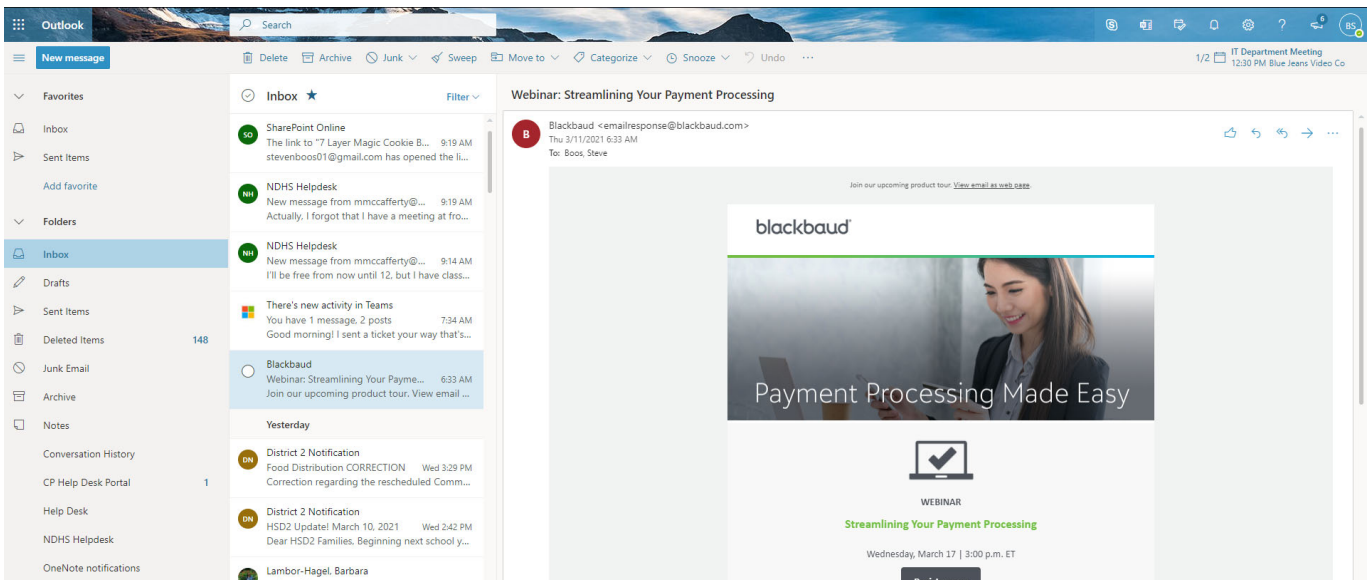 Outlook
Search
S
6
BS
New message
Delete Archive Junk Sweep Move to Categorize Snooze Undo ...
1/2 IT Department Meeting
12:30 PM Blue Jeans Video Co
Favorites
Inbox
Sent Items
Add favorite
Folders
Inbox
Drafts
Sent Items
Deleted Items 148
Junk Email
Archive
Notes
Conversation History
CP Help Desk Portal 1
Help Desk
NDHS Helpdesk
OneNote notifications
Inbox ★ Filter
SO
SharePoint Online
The link to "7 Layer Magic Cookie B... 9:19 AM
stevenboos01@gmail.com has opened the li...
NH
NDHS Helpdesk
New message from mmccafferty@... 9:19 AM
Actually, I forgot that I have a meeting at fro...
NH
NDHS Helpdesk
New message from mmccafferty@... 9:14 AM
I'll be free from now until 12, but I have class...
There's new activity in Teams
You have 1 message, 2 posts 7:34 AM
Good morning! I sent a ticket your way that's...
Blackbaud
Webinar: Streamlining Your Payme... 6:33 AM
Join our upcoming product tour. View email ...
Yesterday
DN
District 2 Notification
Food Distribution CORRECTION Wed 3:29 PM
Correction regarding the rescheduled Comm...
DN
District 2 Notification
HSD2 Update! March 10, 2021 Wed 2:42 PM
Dear HSD2 Families, Beginning next school y...
Lambor-Hagel, Barbara
Webinar: Streamlining Your Payment Processing
B
Blackbaud <emailresponse@blackbaud.com>
Thu 3/11/2021 6:33 AM
To: Boos, Steve
Join our upcoming product tour. View email as web page.
blackbaud
Payment Processing Made Easy
WEBINAR
Streamlining Your Payment Processing
Wednesday, March 17 | 3:00 p.m. ET